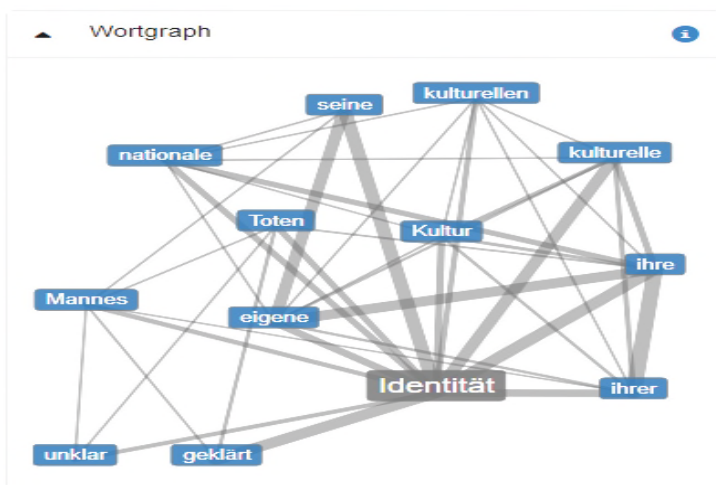 Wortgraph
i
kulturellen
seine
nationale
kulturelle
Toten
Kultur
ihre
Mannes
eigene
Identität
ihrer
unklar
geklärt